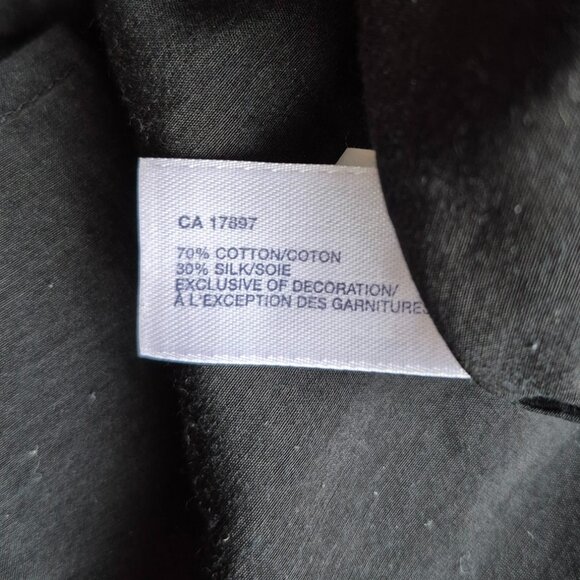 CA 17897
70% COTTON/COTON
30% SILK/SOIE
EXCLUSIVE OF DECORATION/
À L'EXCEPTION DES GARNITURES